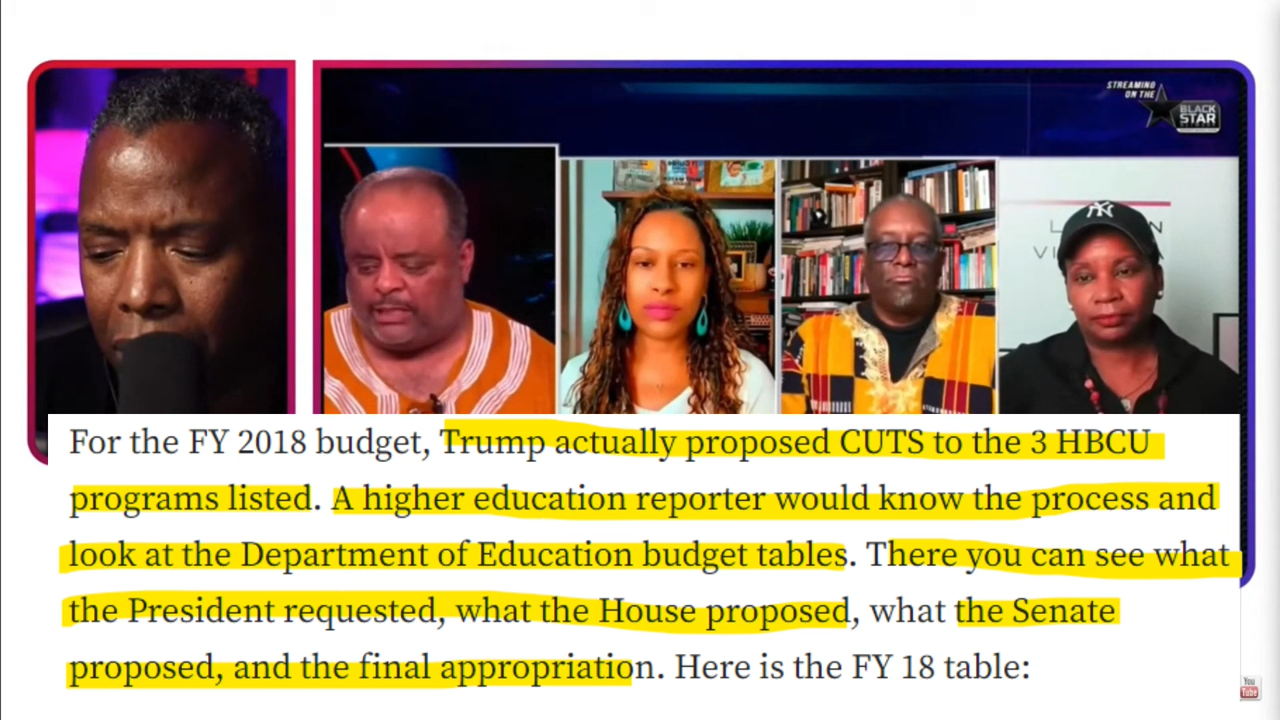 STREAMING
ON THE
BLACK
STAR
For the FY 2018 budget, Trump actually proposed CUTS to the 3 HBCU
programs listed. A higher education reporter would know the process and
look at the Department of Education budget tables. There you can see what
the President requested, what the House proposed, what the Senate
proposed, and the final appropriation. Here is the FY 18 table:
You
Tube